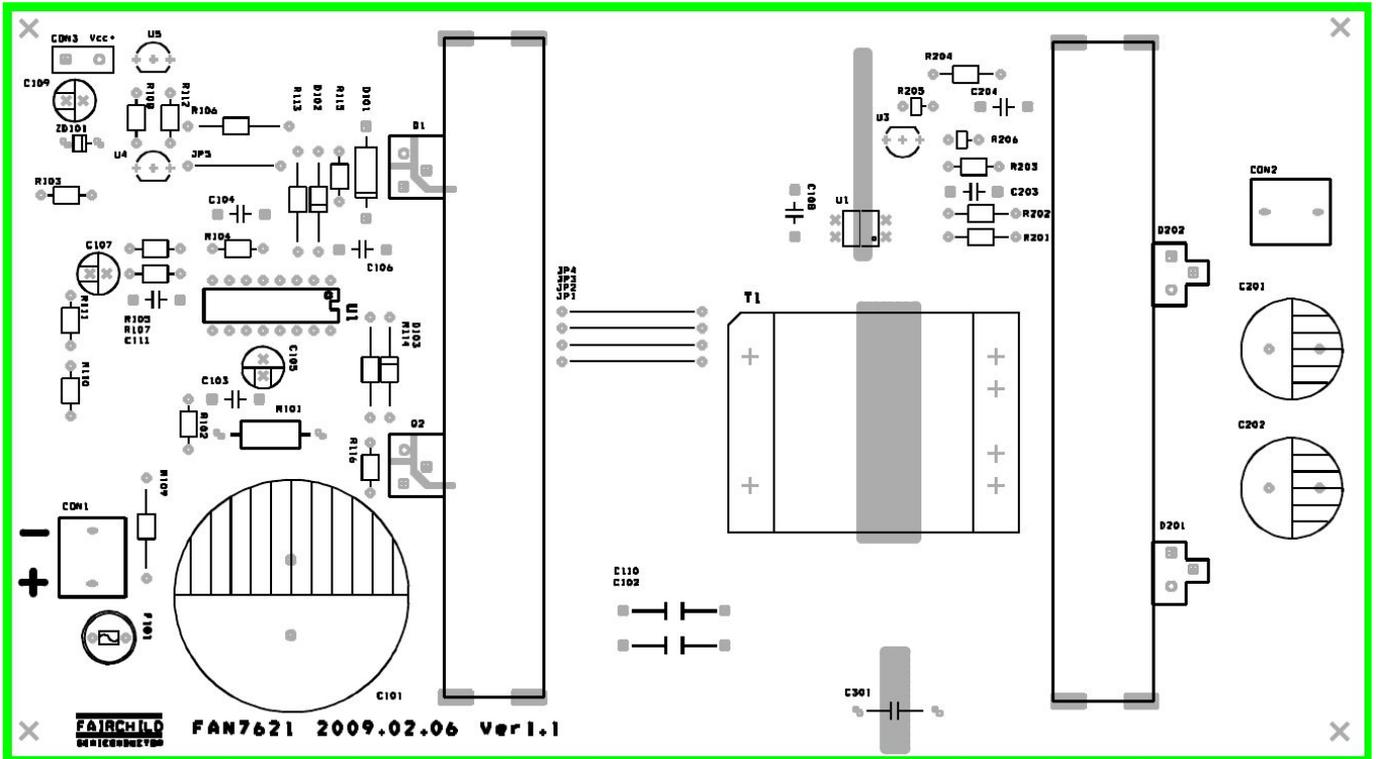 CON3 Vcc+
U5
C109
R108
R112
R106
R113
D102
R115
D101
Q1
ZD101
U4
JP5
R103
C104
R104
C106
C107
R105
R107
C111
U1
R111
R110
C105
C103
R101
R102
R114
D103
Q2
R116
R109
CON1
-
+
F101
C101
FAIRCHILD
SEMICONDUCTOR
FAN7621 2009.02.06 Ver1.1
JP4
JP3
JP2
JP1
T1
C110
C102
C301
R204
R205
C204
U3
R206
R203
C203
R202
R201
C108
U1
CON2
D202
C201
C202
D201